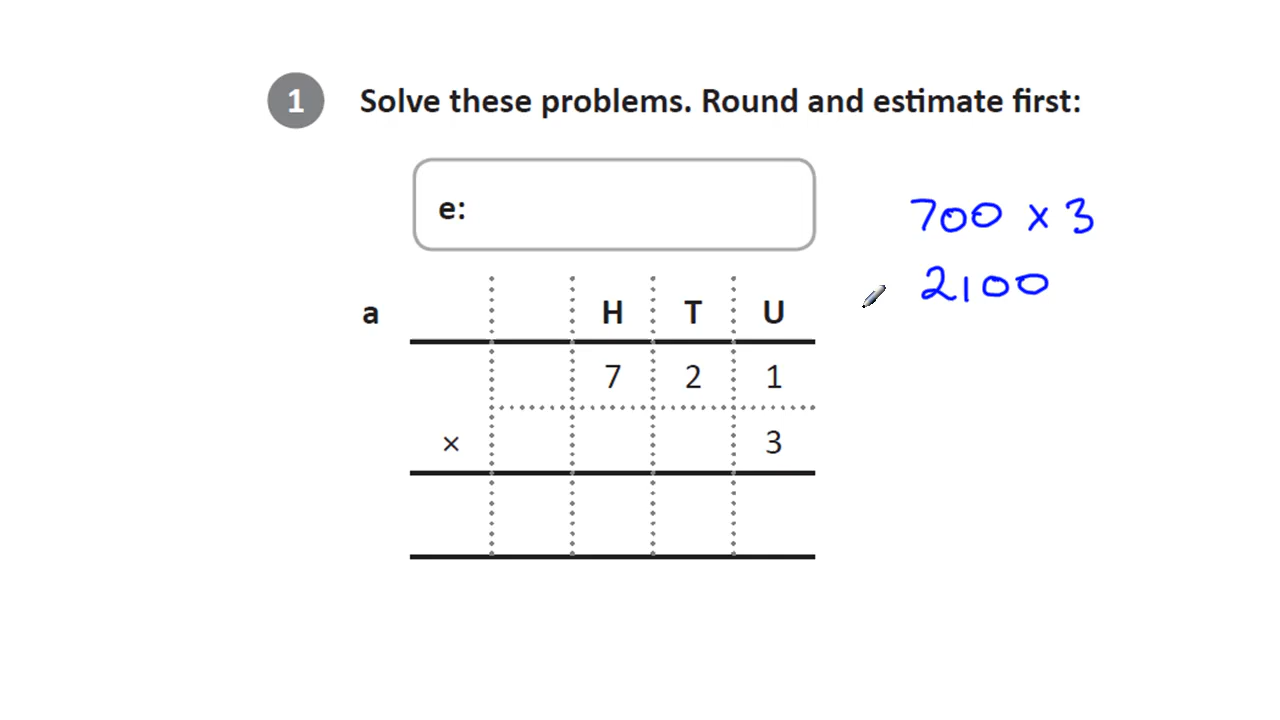 1 Solve these problems. Round and estimate first:
e:
700 x 3
2100
a H T U
7 2 1
× 3